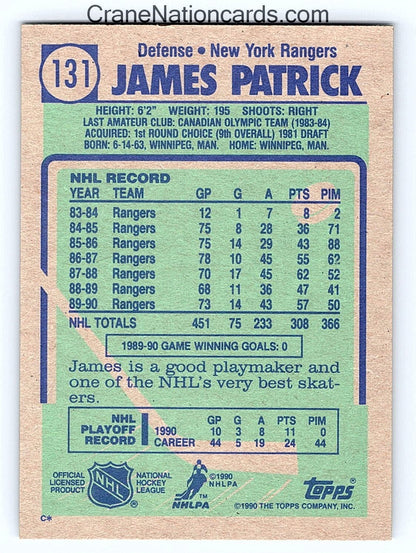 CraneNationcards.com
131
Defense • New York Rangers
JAMES PATRICK
HEIGHT: 6'2" WEIGHT: 195 SHOOTS: RIGHT
LAST AMATEUR CLUB: CANADIAN OLYMPIC TEAM (1983-84)
ACQUIRED: 1st ROUND CHOICE (9th OVERALL) 1981 DRAFT
BORN: 6-14-63, WINNIPEG, MAN. HOME: WINNIPEG, MAN.
NHL RECORD
YEAR TEAM GP G A PTS PIM
83-84 Rangers 12 1 7 8 2
84-85 Rangers 75 8 28 36 71
85-86 Rangers 75 14 29 43 88
86-87 Rangers 78 10 45 55 62
87-88 Rangers 70 17 45 62 52
88-89 Rangers 68 11 36 47 41
89-90 Rangers 73 14 43 57 50
NHL TOTALS 451 75 233 308 366
1989-90 GAME WINNING GOALS: 0
James is a good playmaker and
one of the NHL's very best skat-
ers.
NHL PLAYOFF RECORD
GP G A PTS PIM
1990 10 3 8 11 0
CAREER 44 5 19 24 44
OFFICIAL LICENSED PRODUCT
NHL
NATIONAL HOCKEY LEAGUE
TM
NHLPA
©1990 NHLPA
TOPPS
©1990 THE TOPPS COMPANY, INC.
C*